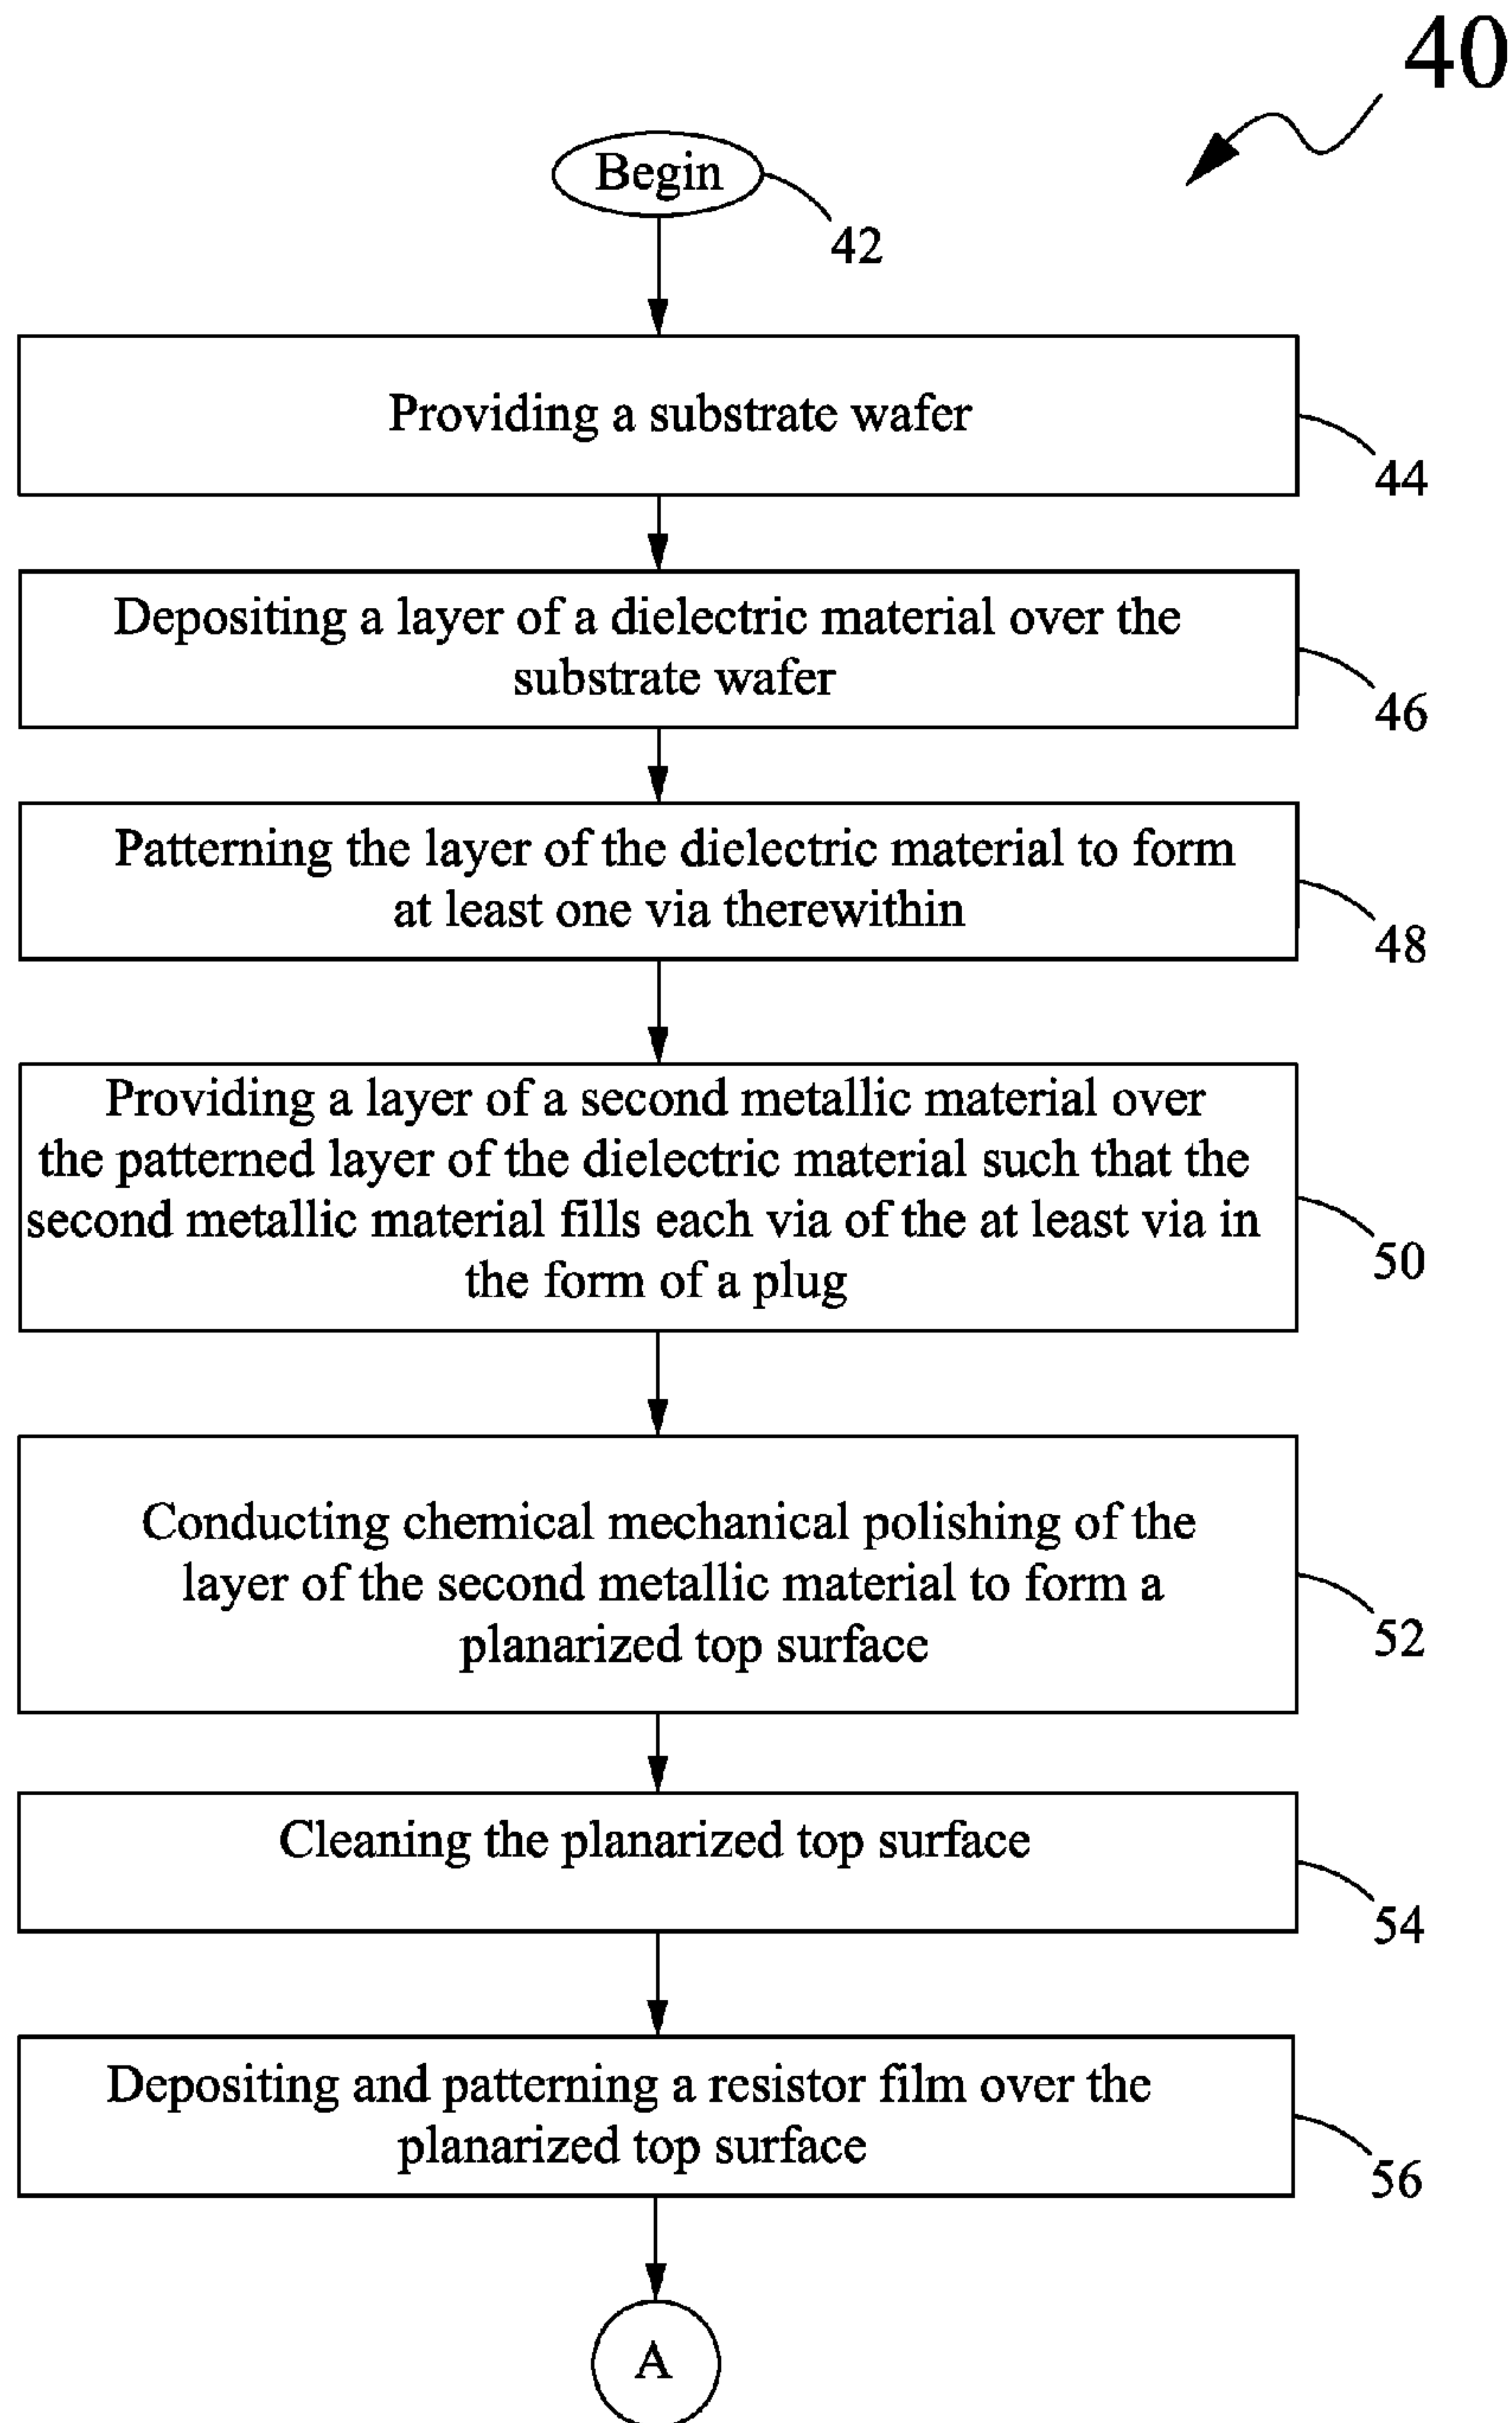 40
Begin
42
Providing a substrate wafer
44
Depositing a layer of a dielectric material over the
substrate wafer
46
Patterning the layer of the dielectric material to form
at least one via therewithin
48
Providing a layer of a second metallic material over
the patterned layer of the dielectric material such that the
second metallic material fills each via of the at least via in
the form of a plug
50
Conducting chemical mechanical polishing of the
layer of the second metallic material to form a
planarized top surface
52
Cleaning the planarized top surface
54
Depositing and patterning a resistor film over the
planarized top surface
56
A